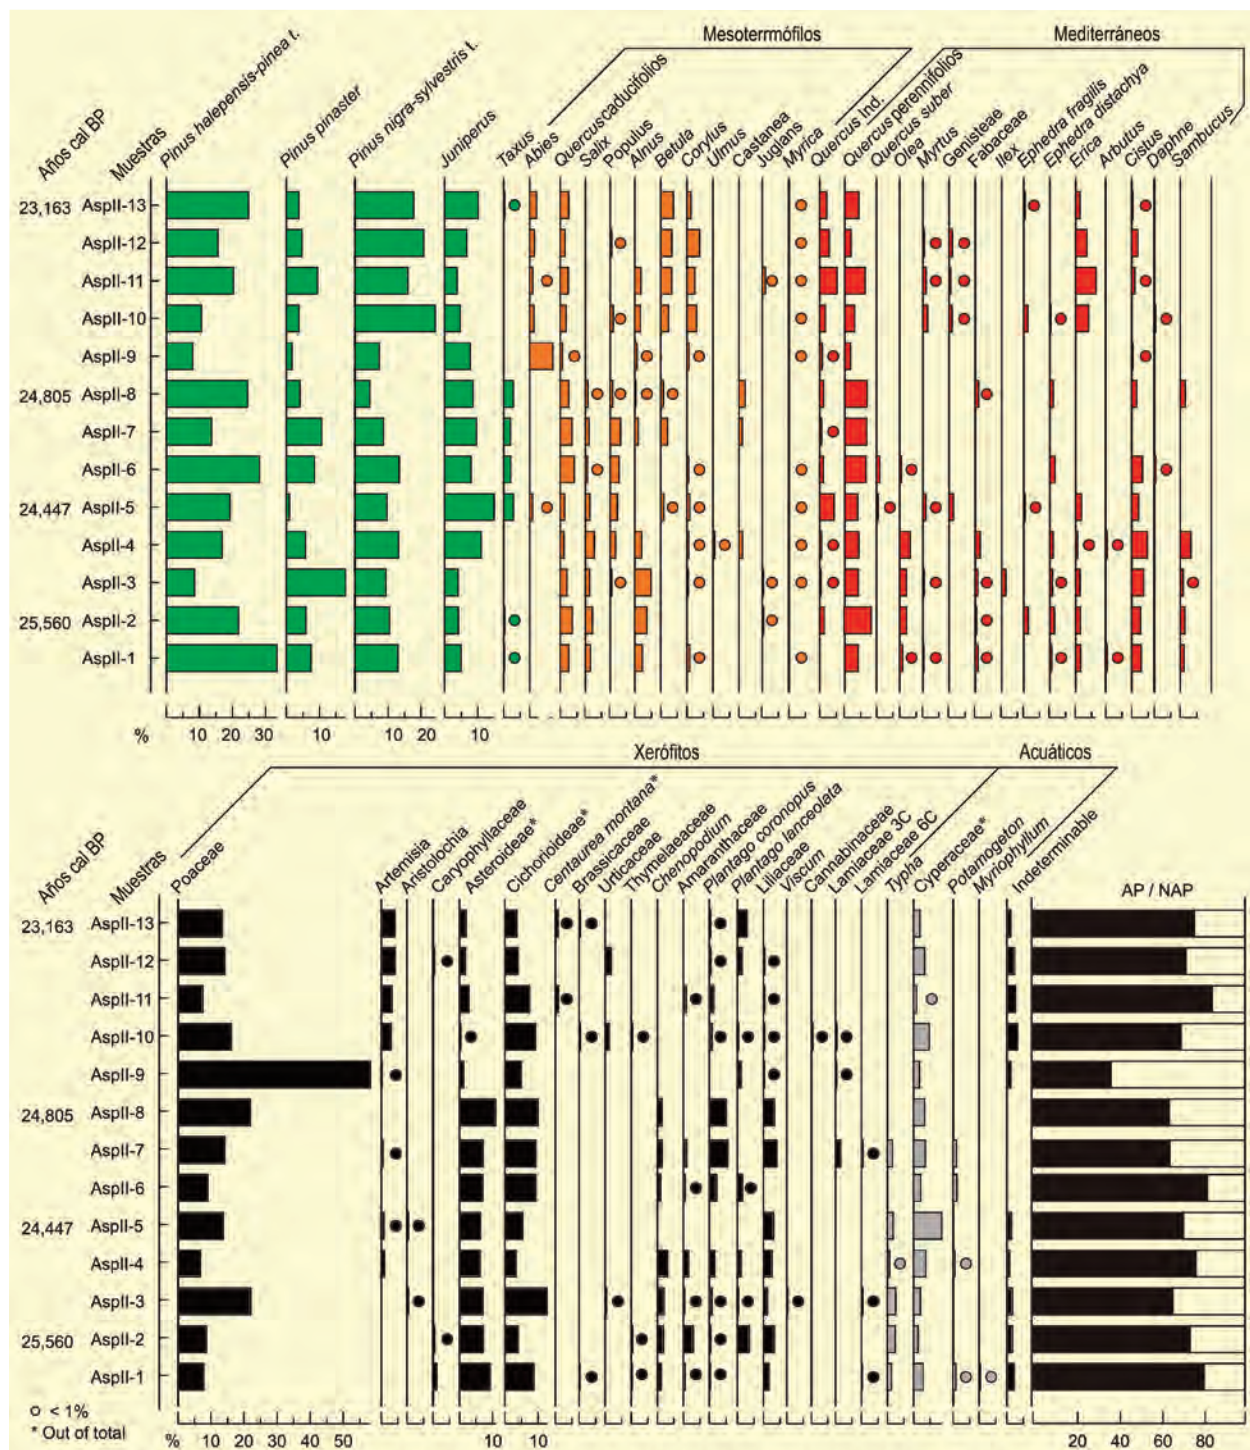 Mesotermófilos
Mediterráneos
Años cal BP
Muestras
Pinus halepensis-pinea t.
Pinus pinaster
Pinus nigra-sylvestris t.
Juniperus
Taxus
Abies
Quercuscaducifolios
Salix
Populus
Alnus
Betula
Corylus
Ulmus
Castanea
Juglans
Myrica
Quercus Ind.
Quercus perennifolios
Quercus suber
Olea
Myrtus
Genisteae
Fabaceae
Ilex
Ephedra fragilis
Ephedra distachya
Erica
Arbutus
Cistus
Daphne
Sambucus
23,163 AspII-13
AspII-12
AspII-11
AspII-10
AspII-9
24,805 AspII-8
AspII-7
AspII-6
24,447 AspII-5
AspII-4
AspII-3
25,560 AspII-2
AspII-1
% 10 20 30 10 10 20 10
Xerófitos
Acuáticos
Años cal BP
Muestras
Poaceae
Artemisia
Aristolochia
Caryophyllaceae
Asteroideae*
Cichorioideae*
Centaurea montana*
Brassicaceae
Urticaceae
Thymelaeaceae
Chenopodium
Amaranthaceae
Plantago coronopus
Plantago lanceolata
Liliaceae
Viscum
Cannabinaceae
Lamiaceae 3C
Lamiaceae 6C
Typha
Cyperaceae*
Potamogeton
Myriophyllum
Indeterminable
AP / NAP
23,163 AspII-13
AspII-12
AspII-11
AspII-10
AspII-9
24,805 AspII-8
AspII-7
AspII-6
24,447 AspII-5
AspII-4
AspII-3
25,560 AspII-2
AspII-1
o < 1%
* Out of total
% 10 20 30 40 50 10 10 20 40 60 80